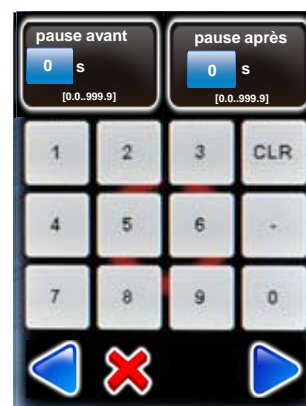 pause avant
0 s
[0.0..999.9]
pause après
0 s
[0.0..999.9]
1 2 3 CLR
4 5 6 -
7 8 9 0